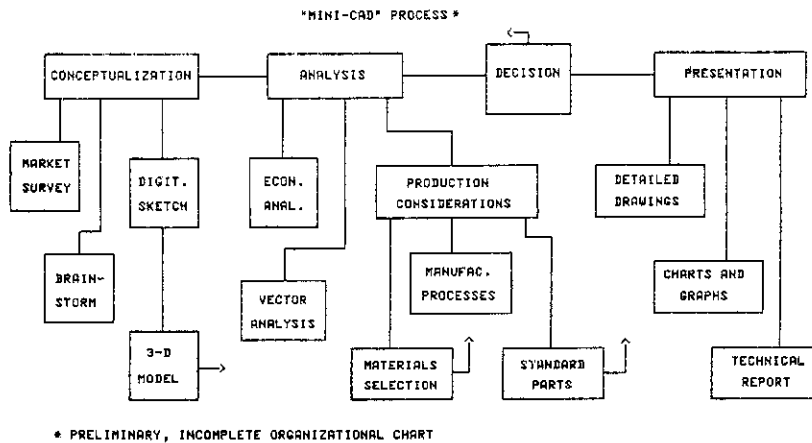 "MINI-CAD" PROCESS *
CONCEPTUALIZATION
ANALYSIS
DECISION
PRESENTATION
MARKET
SURVEY
DIGIT.
SKETCH
ECON.
ANAL.
PRODUCTION
CONSIDERATIONS
DETAILED
DRAWINGS
BRAIN-
STORM
VECTOR
ANALYSIS
MANUFAC.
PROCESSES
CHARTS AND
GRAPHS
3-D
MODEL
MATERIALS
SELECTION
STANDARD
PARTS
TECHNICAL
REPORT
* PRELIMINARY, INCOMPLETE ORGANIZATIONAL CHART